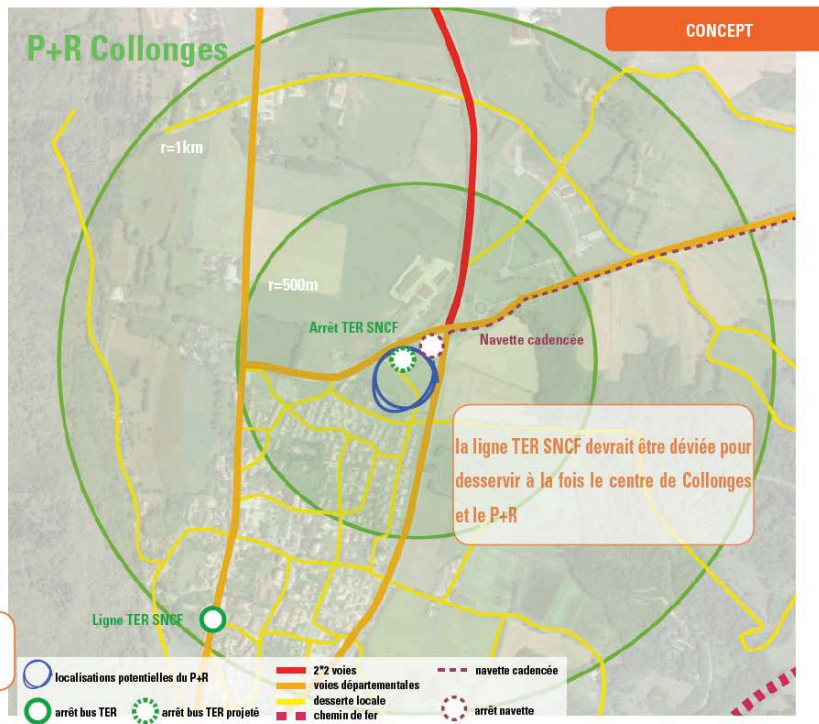 CONCEPT
P+R Collonges
r=1km
r=500m
Arrêt TER SNCF
Navette cadencée
la ligne TER SNCF devrait être déviée pour
desservir à la fois le centre de Collonges
et le P+R
Ligne TER SNCF
localisations potentielles du P+R
2*2 voies
navette cadencée
voies départementales
desserte locale
arrêt bus TER
arrêt bus TER projeté
chemin de fer
arrêt navette